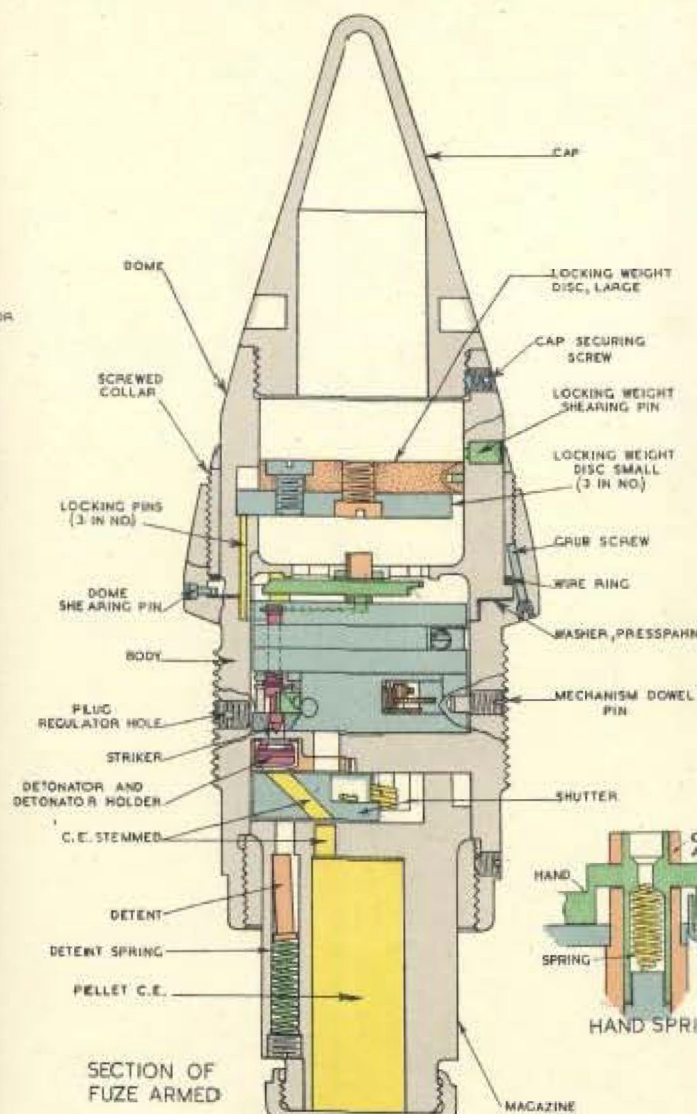 CAP
DOME
OR
LOCKING WEIGHT
DISC, LARGE
CAP SECURING
SCREW
SCREWED
COLLAR
LOCKING WEIGHT
SHEARING PIN
LOCKING WEIGHT
DISC SMALL
(3 IN NO.)
LOCKING PINS
(3 IN NO.)
GRUB SCREW
WIRE RING
DOME
SHEARING PIN
WASHER, PRESSPAHN
BODY
MECHANISM DOWEL
PIN
PLUG
REGULATOR HOLE
STRIKER
DETONATOR AND
DETONATOR HOLDER
SHUTTER
C.E. STEMMED
HAND
DETENT
DETENT SPRING
SPRING
PELLET C.E.
HAND SPRI
SECTION OF
FUZE ARMED
MAGAZINE